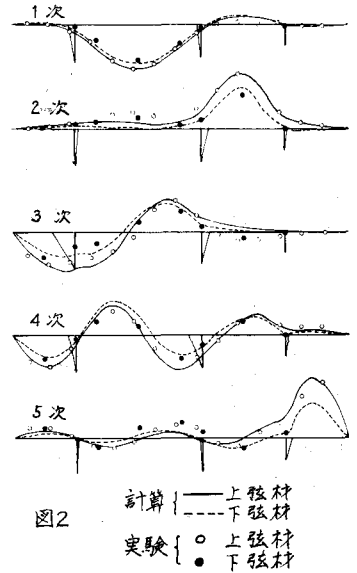 1次
2次
3次
4次
5次
計算{ 上弦材
下弦材
図2
実験{ ○ 上弦材
● 下弦材